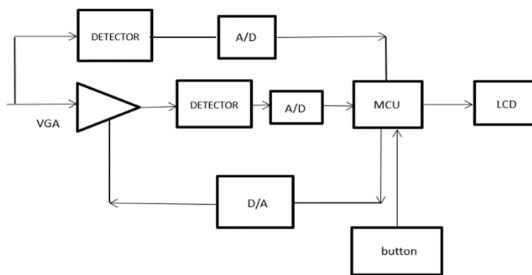 DETECTOR
A/D
VGA
DETECTOR
A/D
MCU
LCD
D/A
button